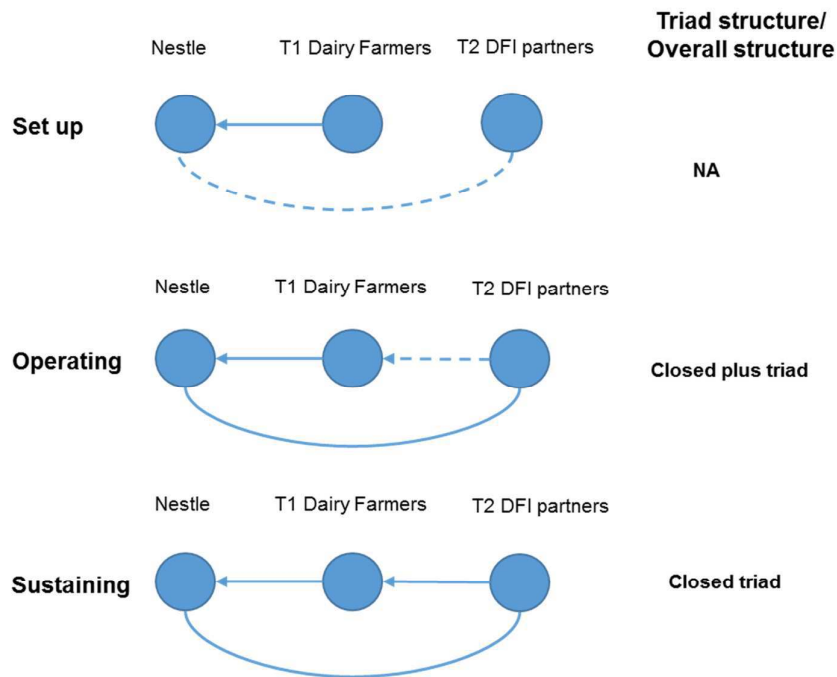 Triad structure/
Overall structure
Nestle T1 Dairy Farmers T2 DFI partners
Set up
NA
Nestle T1 Dairy Farmers T2 DFI partners
Operating
Closed plus triad
Nestle T1 Dairy Farmers T2 DFI partners
Sustaining
Closed triad